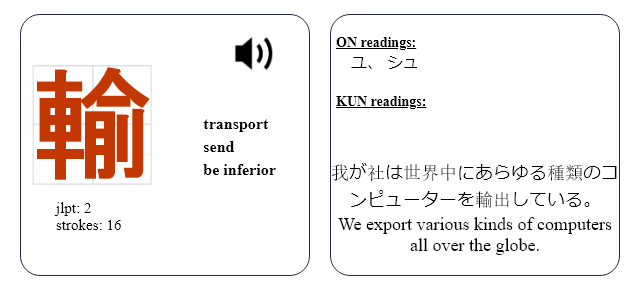 輸
transport
send
be inferior
jlpt: 2
strokes: 16
ON readings:
ユ、 シュ
KUN readings:
我が社は世界中にあらゆる種類のコ
ンピューターを輸出している。
We export various kinds of computers
all over the globe.